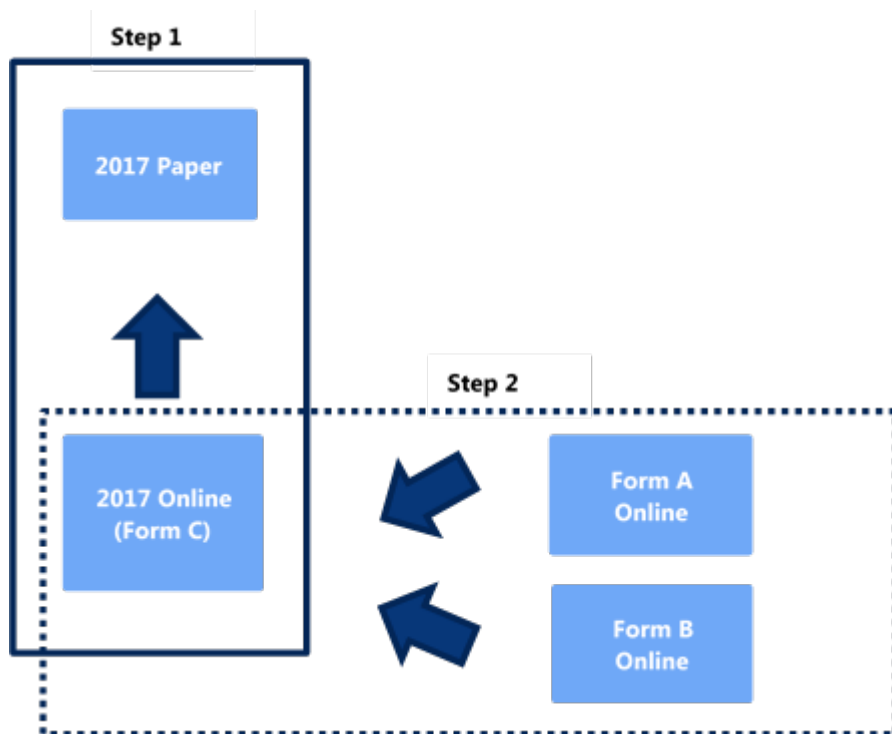 Step 1
2017 Paper
Step 2
2017 Online
(Form C)
Form A
Online
Form B
Online